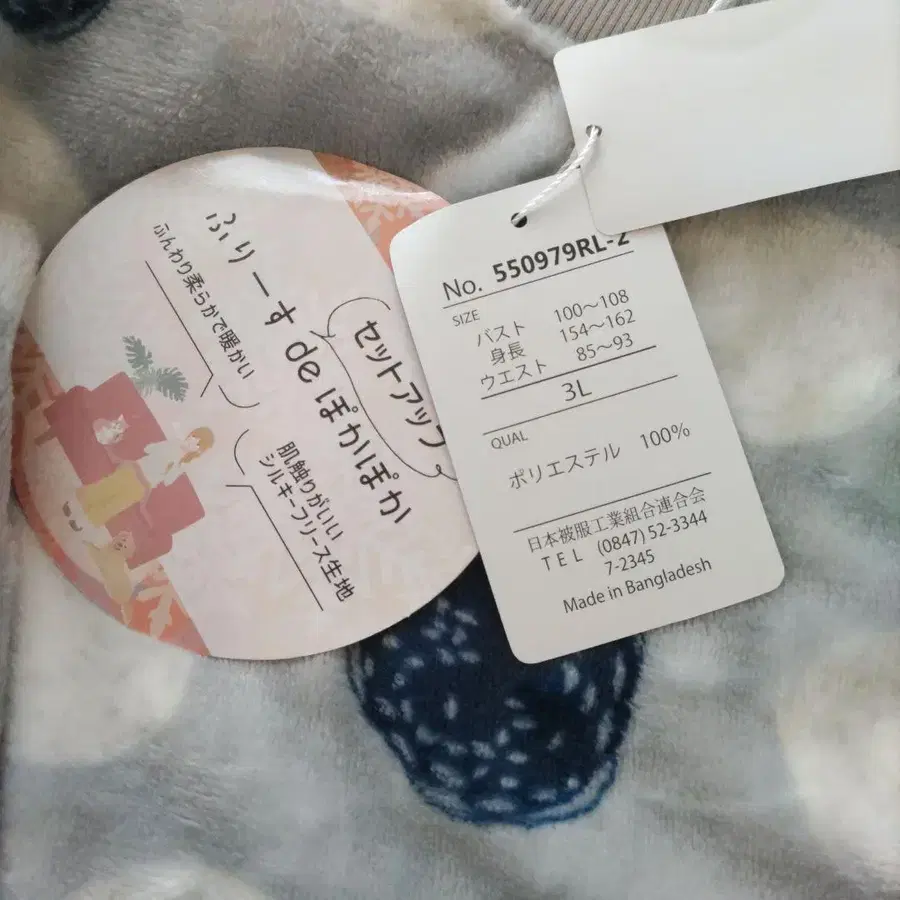 ふりーす de ぽかぽか
セットアップ
ふんわり柔らかで暖かい
肌触りがいい
シルキーフリース生地
No. 550979RL-2
SIZE
バスト 100～108
身長 154～162
ウエスト 85～93
3L
QUAL
ポリエステル 100%
日本被服工業組合連合会
TEL (0847) 52-3344
7-2345
Made in Bangladesh